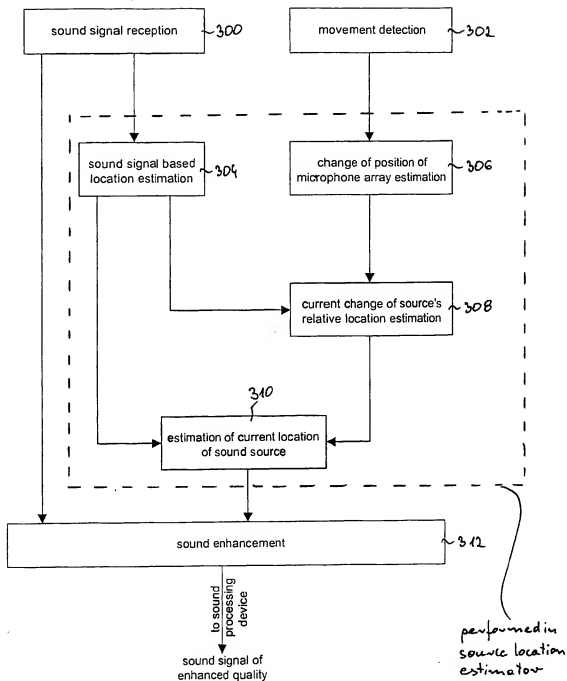 sound signal reception
300
movement detection
302
sound signal based
location estimation
304
change of position of
microphone array estimation
306
current change of source's
relative location estimation
308
310
estimation of current location
of sound source
sound enhancement
312
to sound
processing
device
sound signal of
enhanced quality
performed in
source location
estimator